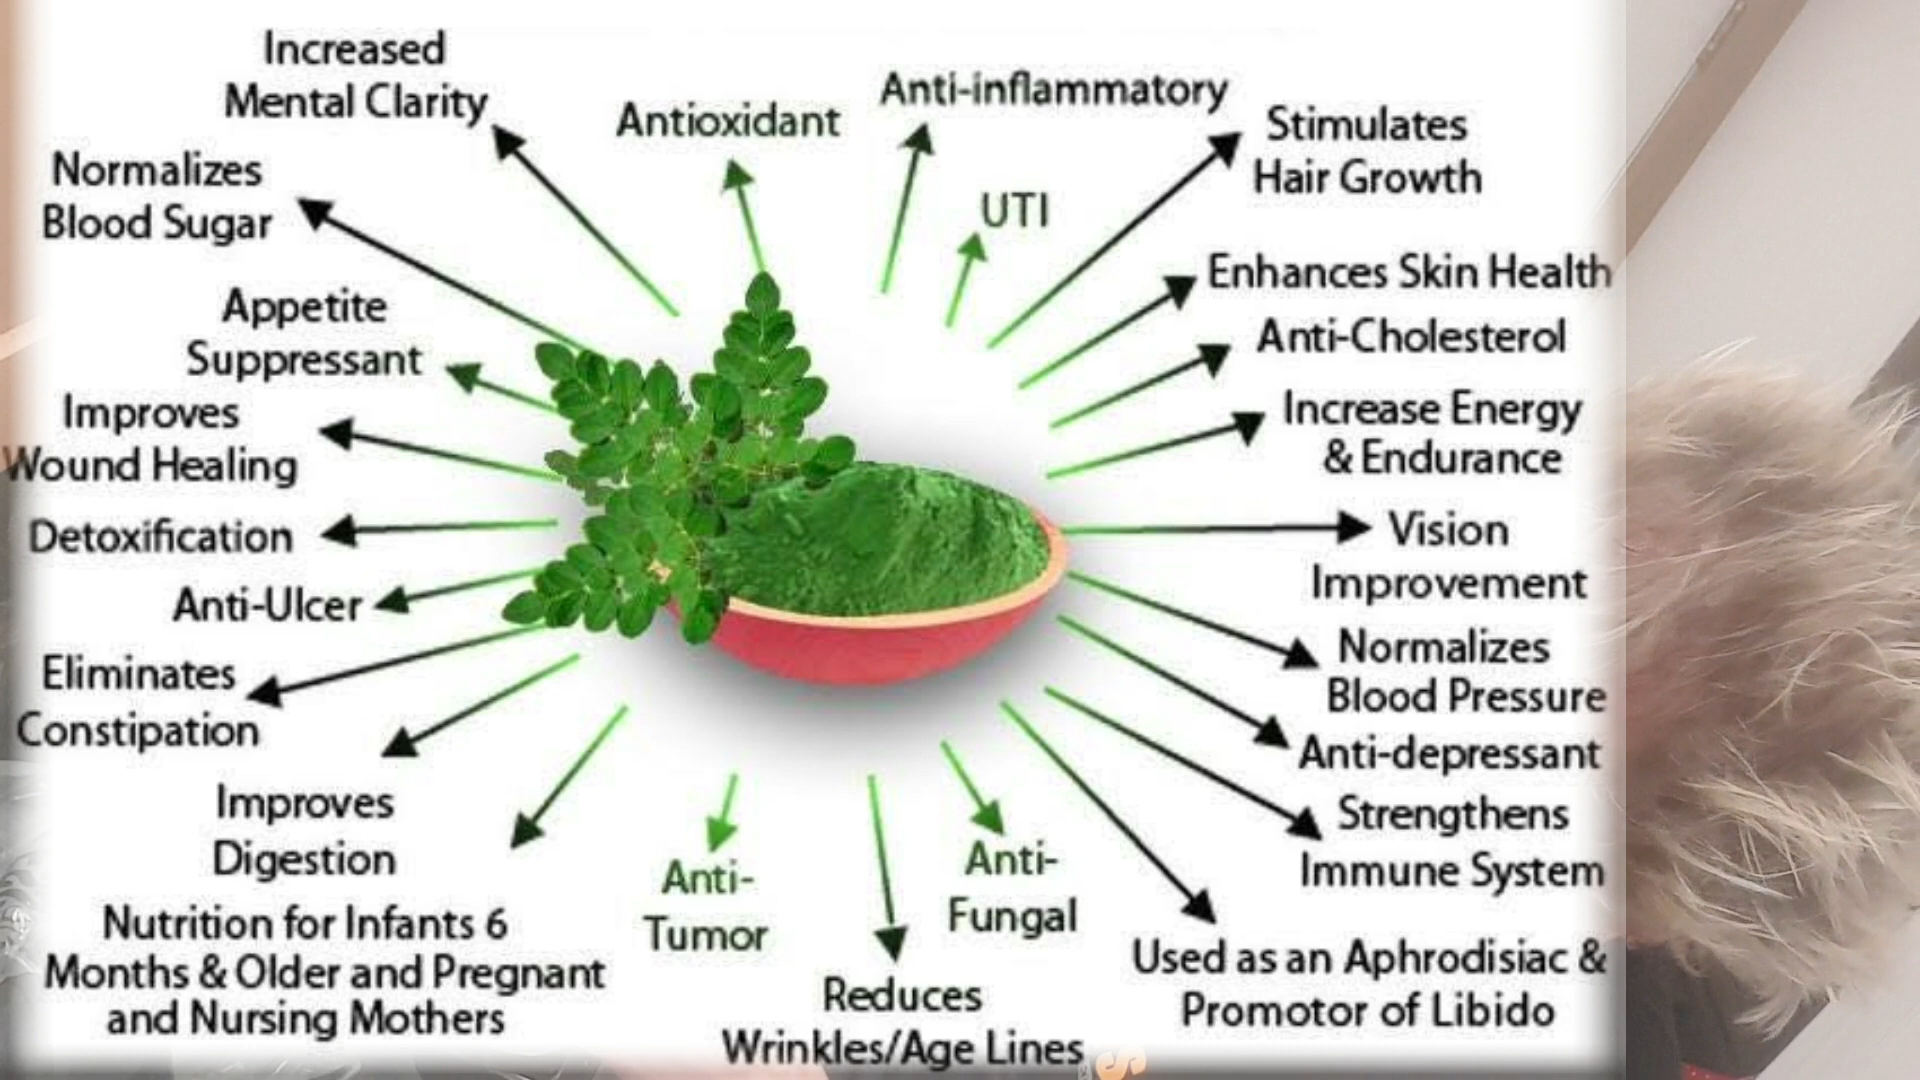 Increased
Mental Clarity
Antioxidant
Anti-inflammatory
Stimulates
Hair Growth
Normalizes
Blood Sugar
UTI
Enhances Skin Health
Appetite
Suppressant
Anti-Cholesterol
Improves
Wound Healing
Increase Energy
& Endurance
Detoxification
Vision
Improvement
Anti-Ulcer
Normalizes
Blood Pressure
Eliminates
Constipation
Anti-depressant
Improves
Digestion
Strengthens
Immune System
Anti-
Tumor
Anti-
Fungal
Nutrition for Infants 6
Months & Older and Pregnant
and Nursing Mothers
Reduces
Wrinkles/Age Lines
Used as an Aphrodisiac &
Promotor of Libido